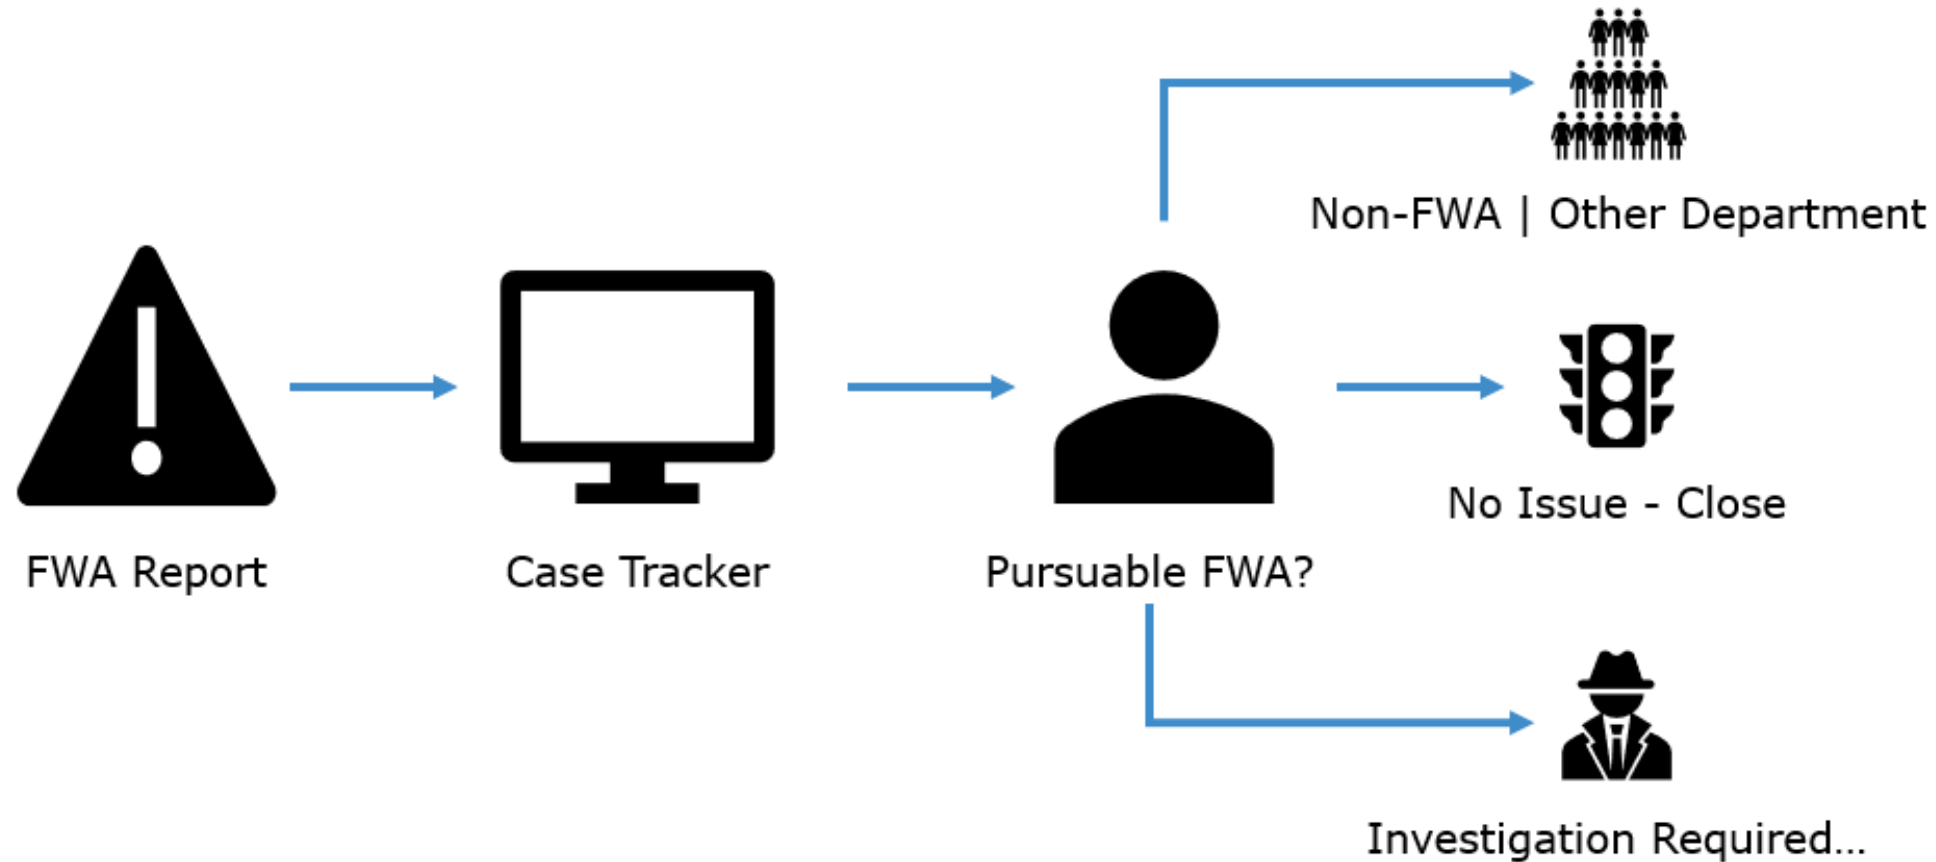 Non-FWA | Other Department
No Issue - Close
FWA Report
Case Tracker
Pursuable FWA?
Investigation Required...